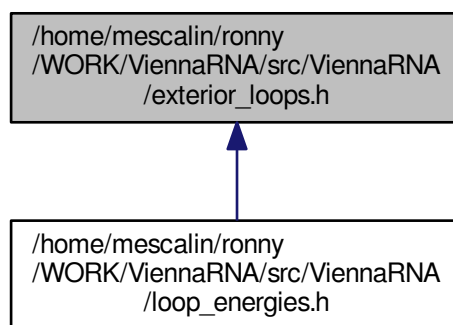 /home/mescalin/ronny
/WORK/ViennaRNA/src/ViennaRNA
/exterior_loops.h
/home/mescalin/ronny
/WORK/ViennaRNA/src/ViennaRNA
/loop_energies.h